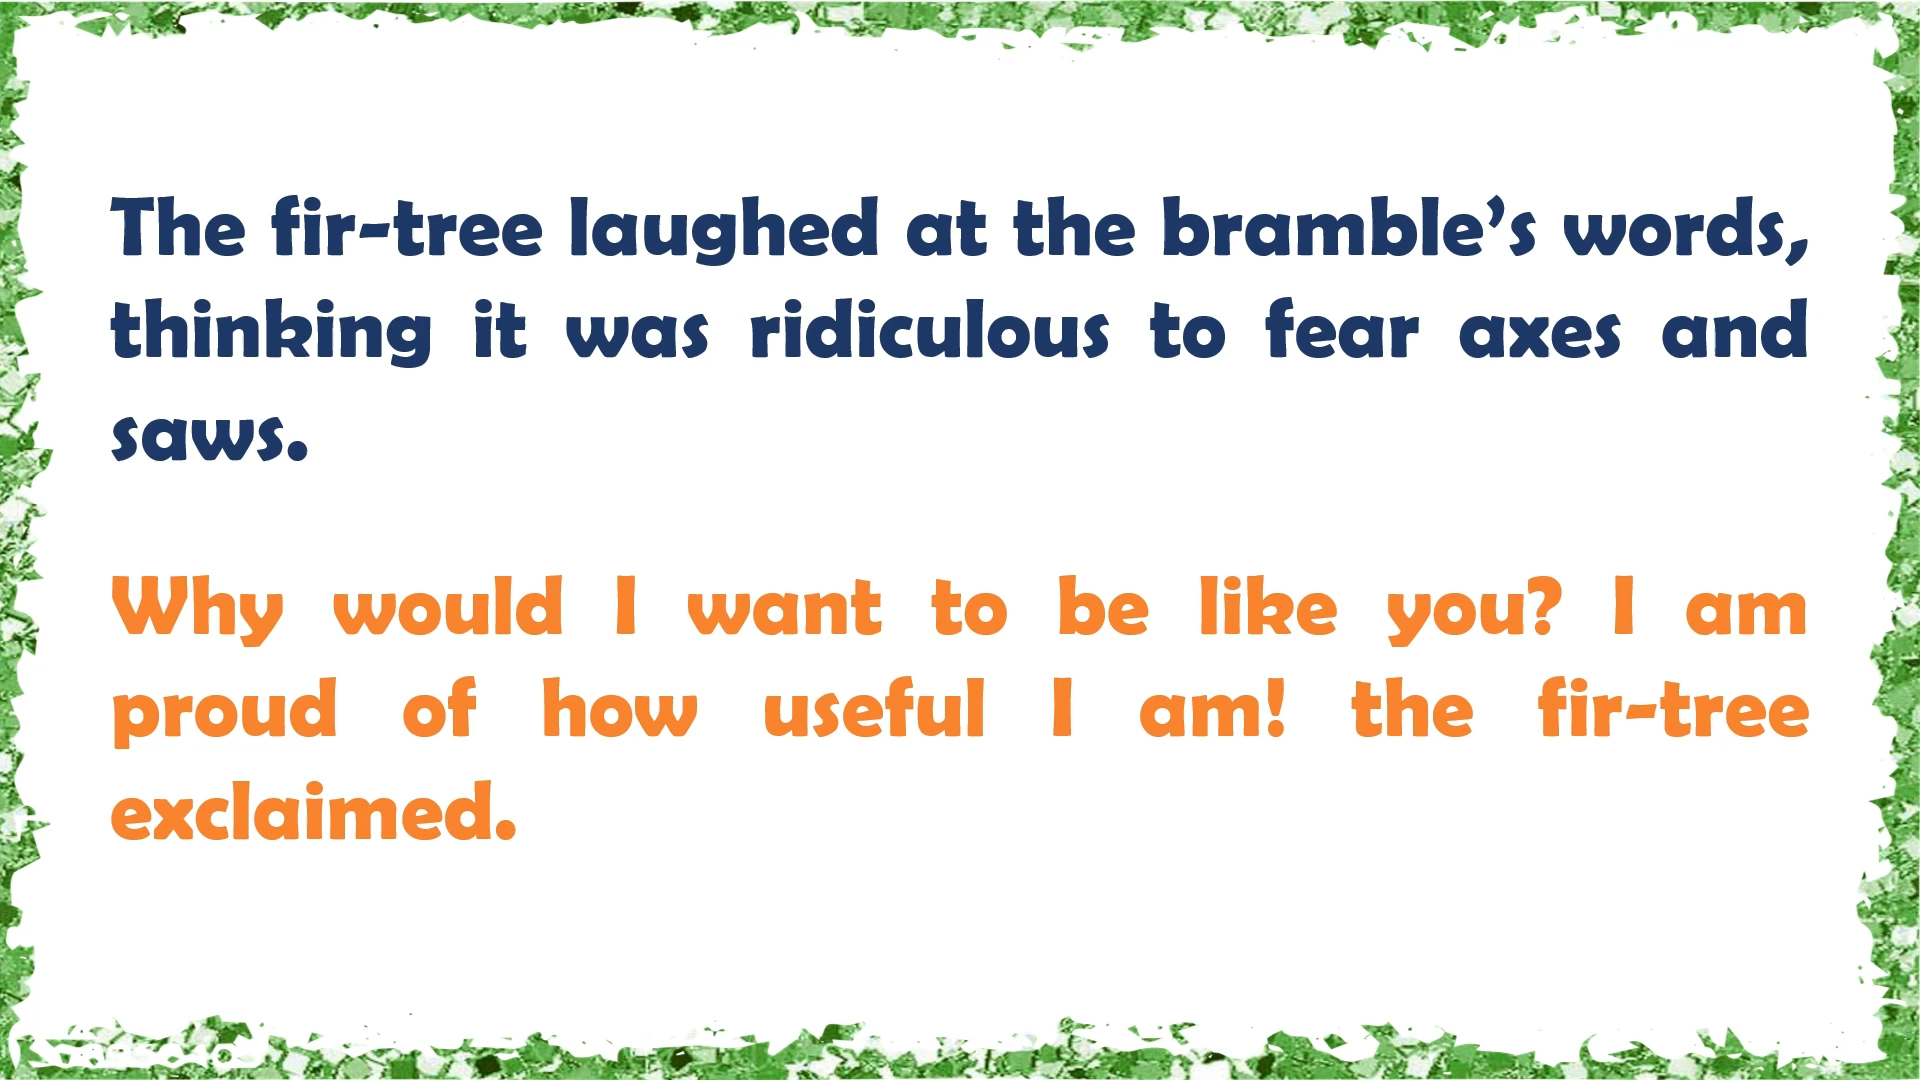 The fir-tree laughed at the bramble’s words,
thinking it was ridiculous to fear axes and
saws.
Why would I want to be like you? I am
proud of how useful I am! the fir-tree
exclaimed.